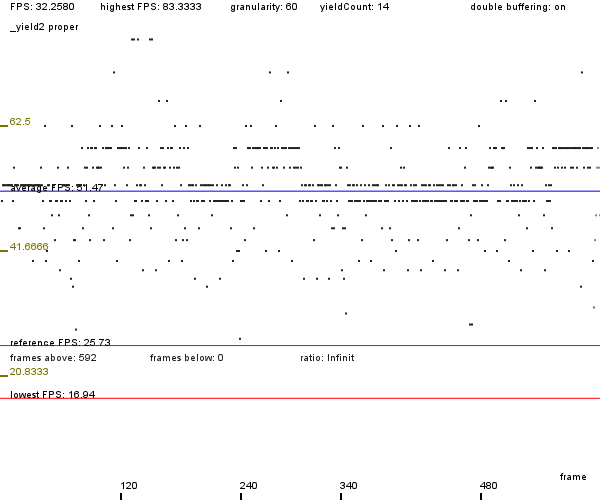 FPS: 32.2580 highest FPS: 83.3333 granularity: 60 yieldCount: 14 double buffering: on
_yield2 proper
62.5
average FPS: 51.47
41.6666
reference FPS: 25.73
frames above: 592 frames below: 0 ratio: Infinit
20.8333
lowest FPS: 16.94
frame
120 240 340 480